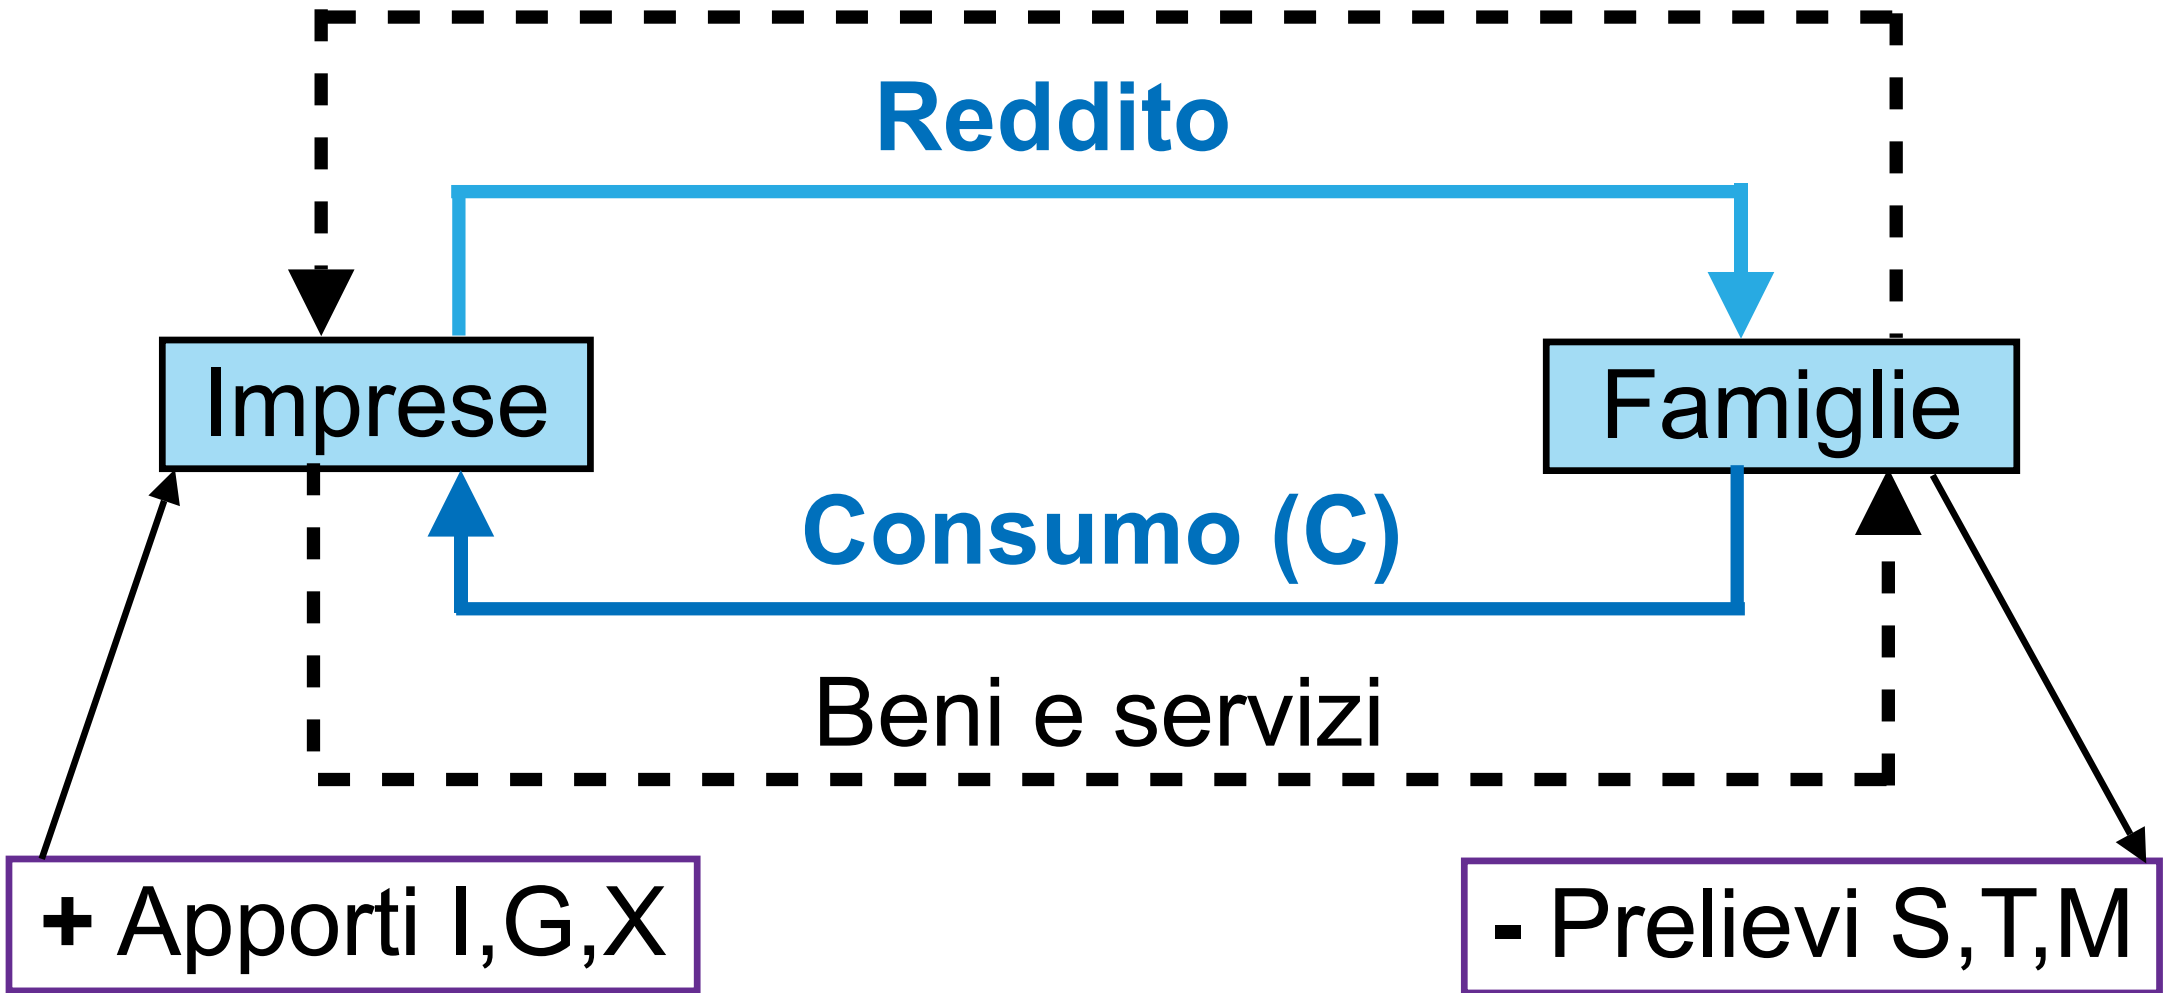 Reddito
Imprese
Famiglie
Consumo (C)
Beni e servizi
+ Apporti I,G,X
- Prelievi S,T,M